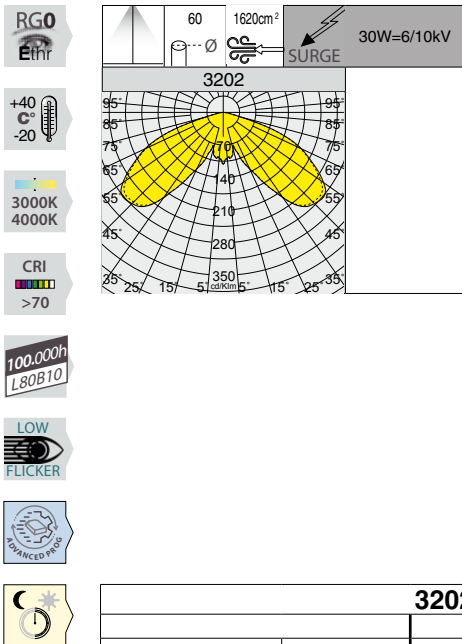 RG0
Ethr
+40
C°
-20
3000K
4000K
CRI
>70
100.000h
L80B10
LOW
FLICKER
ADVANCED PROG
60
Ø
1620cm²
SURGE
30W=6/10kV
3202
95° 95°
85° 85°
75° 70 75°
65° 140 65°
55° 210 55°
45° 280 45°
35° 25° 15° 5° 350 5° 15° 25° 35°
cd/Klm
3202